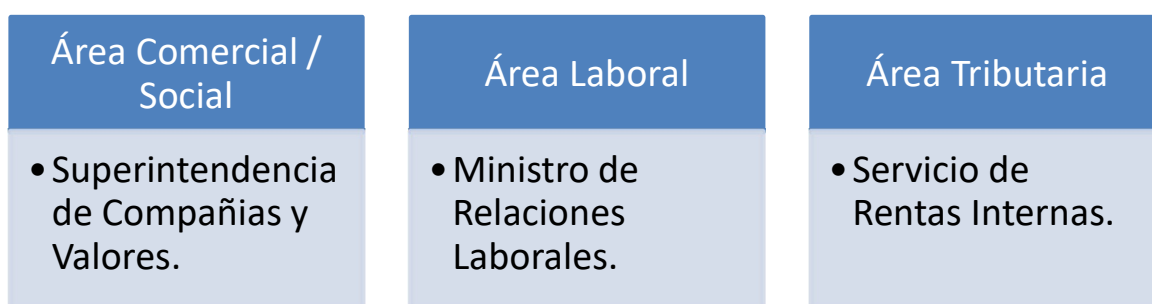 Área Comercial /
Social
• Superintendencia
de Compañias y
Valores.
Área Laboral
• Ministro de
Relaciones
Laborales.
Área Tributaria
• Servicio de
Rentas Internas.